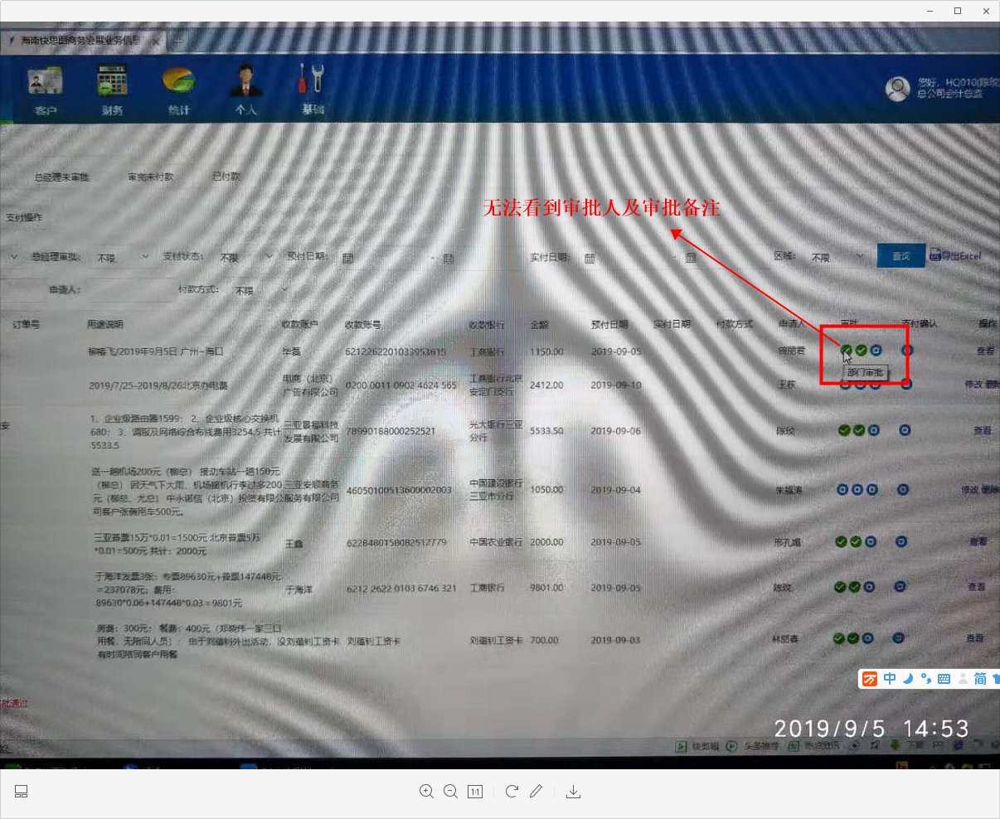 海南快思图商务会展业务信息
客户
财务
统计
个人
基础
您好，HQ010(陈玫
总公司会计总监
总经理未审批
审完未付款
已付款
无法看到审批人及审批备注
支付操作
总经理审批:
不限
支付状态:
不限
预付日期:
-
实付日期:
-
区域:
不限
查询
导出Excel
申请人:
付款方式:
不限
订单号
用途说明
收款账户
收款账号
收款银行
金额
预付日期
实付日期
付款方式
申请人
审批
支付确认
操作
/2019年9月5日 广州~海口
毕磊
6212262201033953615
工商银行
1150.00
2019-09-05
查看
部门审批
2019/7/25-2019/8/26北京办电费
电商（北京）
广告有限公司
0200 0011 0902 4624 565
工商银行北京
安定门支行
2412.00
2019-09-10
王荻
修改 删除
安
1、企业级路由器1599； 2、企业级核心交换机
680； 3、调服及网络综合布线费用3254.5 共计
5533.5
三亚景福科技
发展有限公司
78990188000252521
光大银行三亚
分行
5533.50
2019-09-06
陈玫
查看
送一趟机场200元（柳总） 接动车站一趟150元
（柳总） 因天气下大雨，机场接机行李过多200
元（柳总、尤总） 中永诺信（北京）投资有限公
司客户张璃用车500元。
三亚安顺商务
服务有限公司
46050100513600002003
中国建设银行
三亚市分行
1050.00
2019-09-04
朱福涛
修改 删除
三亚普票15万*0.01=1500元 北京普票5万
*0.01=500元 共计：2000元
王鑫
6228480158082512779
中国农业银行
2000.00
2019-09-05
邢孔媚
查看
于海洋发票3张：专票89630元+普票147448元
=237078元；费用：
89630*0.06+147448*0.03＝9801元
于海洋
6212 2622 0103 6746 321
工商银行
9801.00
2019-09-05
陈玫
查看
房费：300元； 餐费：400元（郑晓伟一家三口
用餐，无陪同人员）； 由于刘蕴钊外出活动，没
有时间陪同客户用餐
刘蕴钊工资卡
刘蕴钊工资卡
刘蕴钊工资卡
700.00
2019-09-03
林丽春
查看
中
简
批通过
2019/9/5 14:53
快剪辑
头条推荐
热点资讯
下载
1:1